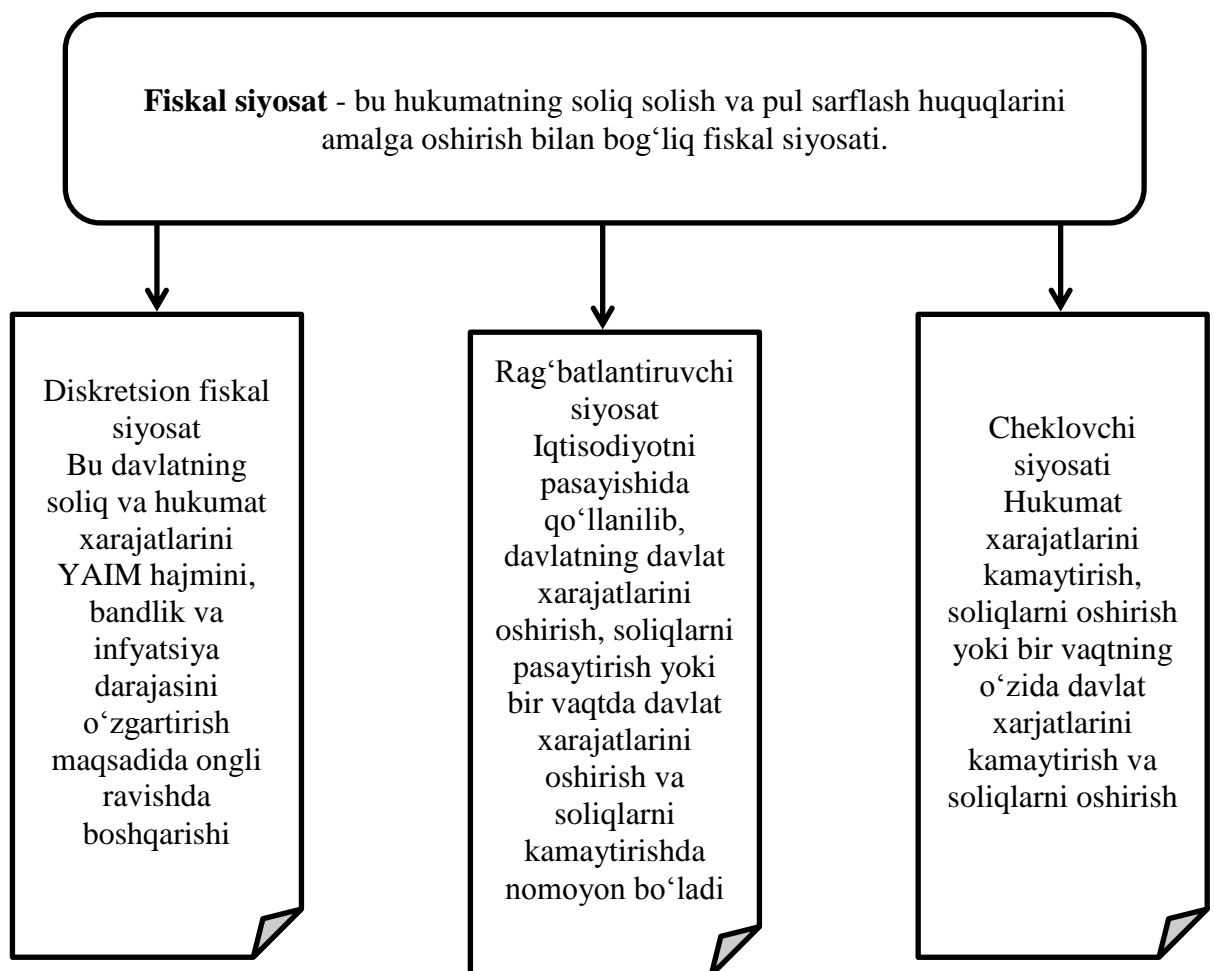 Fiskal siyosat - bu hukumatning soliq solish va pul sarflash huquqlarini
amalga oshirish bilan bog‘liq fiskal siyosati.
Diskretsion fiskal
siyosat
Bu davlatning
soliq va hukumat
xarajatlarini
YAIM hajmini,
bandlik va
infyatsiya
darajasini
o‘zgartirish
maqsadida ongli
ravishda
boshqarishi
Rag‘batlantiruvchi
siyosat
Iqtisodiyotni
pasayishida
qo‘llanilib,
davlatning davlat
xarajatlarini
oshirish, soliqlarni
pasaytirish yoki
bir vaqtda davlat
xarajatlarini
oshirish va
soliqlarni
kamaytirishda
nomoyon bo‘ladi
Cheklovchi
siyosati
Hukumat
xarajatlarini
kamaytirish,
soliqlarni oshirish
yoki bir vaqtning
o‘zida davlat
xarjatlarini
kamaytirish va
soliqlarni oshirish